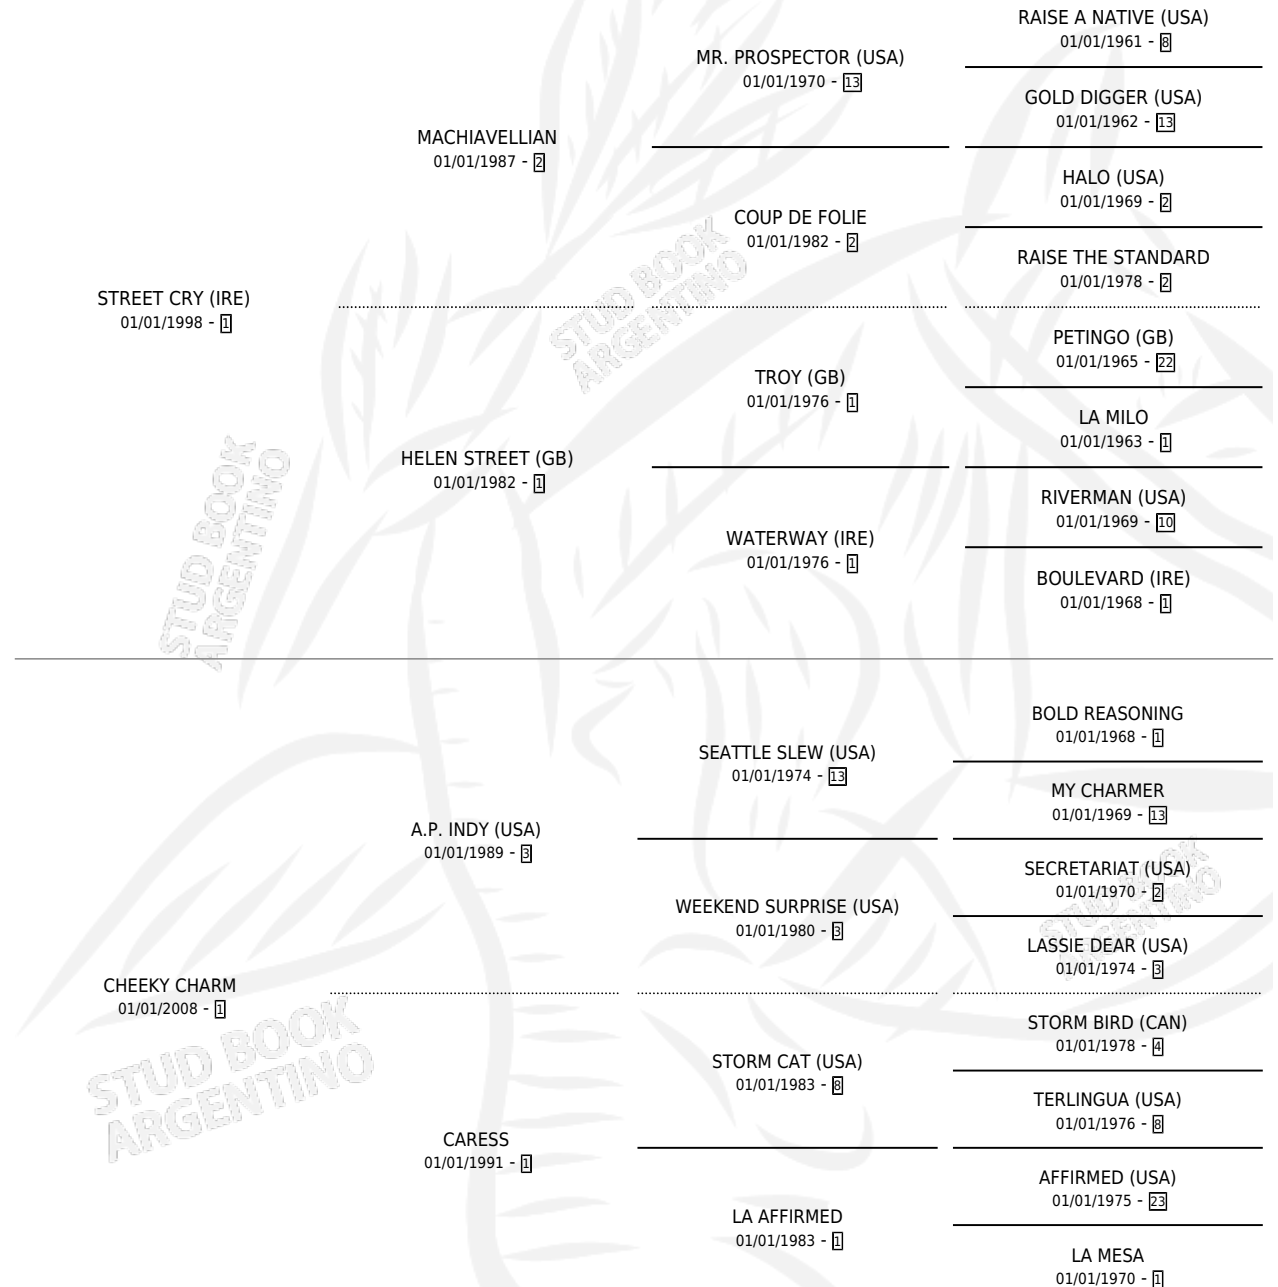 RAISE A NATIVE (USA)
01/01/1961 - 8
MR. PROSPECTOR (USA)
01/01/1970 - 13
GOLD DIGGER (USA)
01/01/1962 - 13
MACHIAVELLIAN
01/01/1987 - 2
HALO (USA)
01/01/1969 - 2
COUP DE FOLIE
01/01/1982 - 2
RAISE THE STANDARD
01/01/1978 - 2
STREET CRY (IRE)
01/01/1998 - 1
PETINGO (GB)
01/01/1965 - 22
TROY (GB)
01/01/1976 - 1
LA MILO
01/01/1963 - 1
HELEN STREET (GB)
01/01/1982 - 1
RIVERMAN (USA)
01/01/1969 - 10
WATERWAY (IRE)
01/01/1976 - 1
BOULEVARD (IRE)
01/01/1968 - 1
BOLD REASONING
01/01/1968 - 1
SEATTLE SLEW (USA)
01/01/1974 - 13
MY CHARMER
01/01/1969 - 13
A.P. INDY (USA)
01/01/1989 - 3
SECRETARIAT (USA)
01/01/1970 - 2
WEEKEND SURPRISE (USA)
01/01/1980 - 3
LASSIE DEAR (USA)
01/01/1974 - 3
CHEEKY CHARM
01/01/2008 - 1
STORM BIRD (CAN)
01/01/1978 - 4
STORM CAT (USA)
01/01/1983 - 8
TERLINGUA (USA)
01/01/1976 - 8
CARESS
01/01/1991 - 1
AFFIRMED (USA)
01/01/1975 - 23
LA AFFIRMED
01/01/1983 - 1
LA MESA
01/01/1970 - 1
STUD BOOK
ARGENTINO
STUD BOOK
ARGENTINO
STUD BOOK
ARGENTINO
STUD BOOK
ARGENTINO